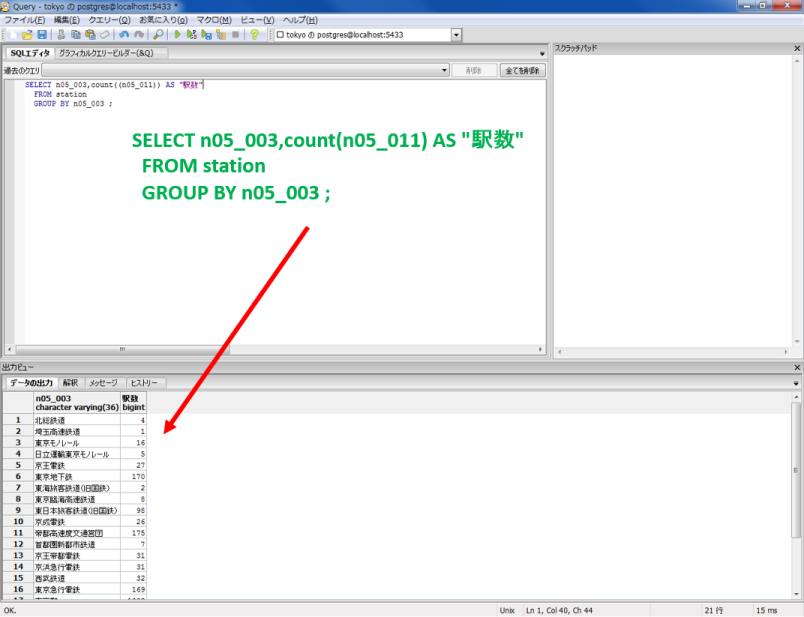 Query - tokyo の postgres@localhost:5433 *
ファイル(F) 編集(E) クエリー(Q) お気に入り(o) マクロ(M) ビュー(V) ヘルプ(H)
tokyo の postgres@localhost:5433
SQLエディタ グラフィカルクエリービルダー(&Q)
過去のクエリ 削除 全てを削除
SELECT n05_003,count((n05_011)) AS "駅数"
FROM station
GROUP BY n05_003 ;
SELECT n05_003,count(n05_011) AS "駅数"
FROM station
GROUP BY n05_003 ;
スクラッチパッド
出力ビュー
データの出力 解釈 メッセージ ヒストリー
n05_003 駅数
character varying(36) bigint
1 北総鉄道 4
2 埼玉高速鉄道 1
3 東京モノレール 16
4 日立運輸東京モノレール 5
5 京王電鉄 27
6 東京地下鉄 170
7 東海旅客鉄道(旧国鉄) 2
8 東京臨海高速鉄道 8
9 東日本旅客鉄道(旧国鉄) 98
10 京成電鉄 26
11 帝都高速度交通営団 175
12 首都圏新都市鉄道 7
13 京王帝都電鉄 31
14 京浜急行電鉄 31
15 西武鉄道 32
16 東京急行電鉄 169
OK. Unix Ln 1, Col 40, Ch 44 21 行 15 ms